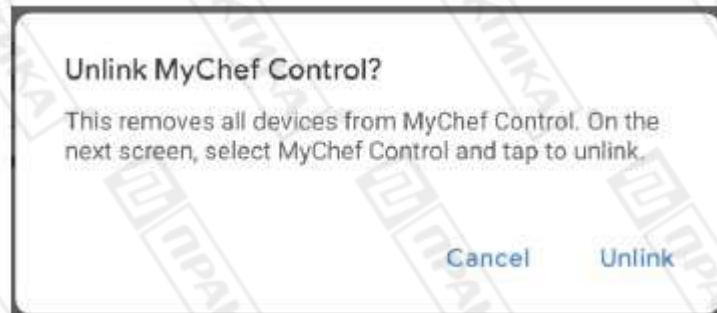 Unlink MyChef Control?
This removes all devices from MyChef Control. On the
next screen, select MyChef Control and tap to unlink.
Cancel Unlink